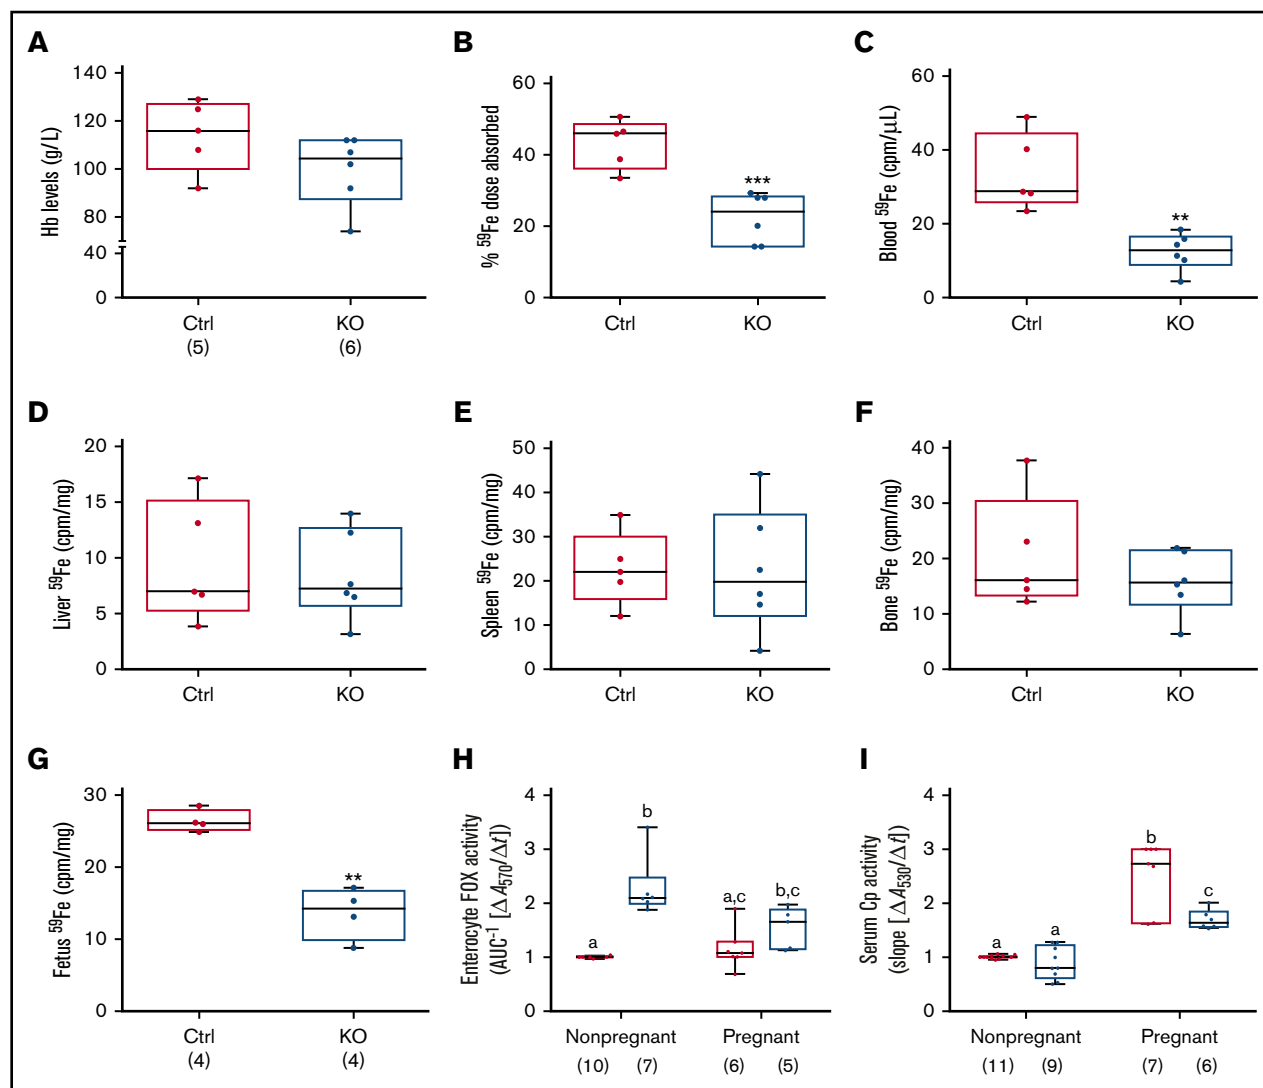 A
Hb levels (g/L)
140
120
100
80
40
0
Ctrl
KO
(5)
(6)
B
% 59Fe dose absorbed
60
40
20
0
***
Ctrl
KO
C
Blood 59Fe (cpm/μL)
60
40
20
0
**
Ctrl
KO
D
Liver 59Fe (cpm/mg)
20
15
10
5
0
Ctrl
KO
E
Spleen 59Fe (cpm/mg)
50
40
30
20
10
0
Ctrl
KO
F
Bone 59Fe (cpm/mg)
40
30
20
10
0
Ctrl
KO
G
Fetus 59Fe (cpm/mg)
30
20
10
0
**
Ctrl
KO
(4)
(4)
H
Enterocyte FOX activity
(AUC-1 [ΔA570/Δt])
4
3
2
1
0
a
b
a,c
b,c
Nonpregnant
Pregnant
(10)
(7)
(6)
(5)
I
Serum Cp activity
(slope [ΔA530/Δt])
4
3
2
1
0
a
a
b
c
Nonpregnant
Pregnant
(11)
(9)
(7)
(6)